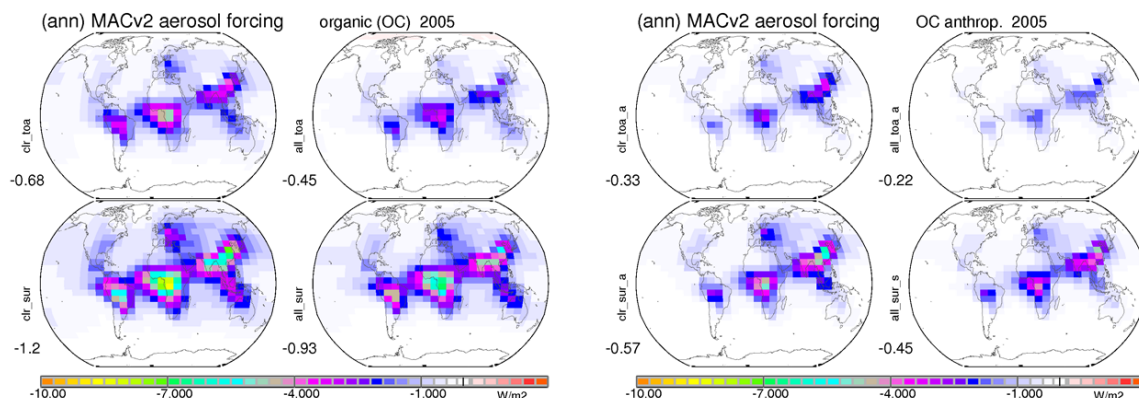 (ann) MACv2 aerosol forcing organic (OC) 2005
clr_toa
-0.68
all_toa
-0.45
clr_sur
-1.2
all_sur
-0.93
-10.00 -7.000 -4.000 -1.000 W/m2
(ann) MACv2 aerosol forcing OC anthrop. 2005
clr_toa_a
-0.33
all_toa_a
-0.22
clr_sur_a
-0.57
all_sur_s
-0.45
-10.00 -7.000 -4.000 -1.000 W/m2